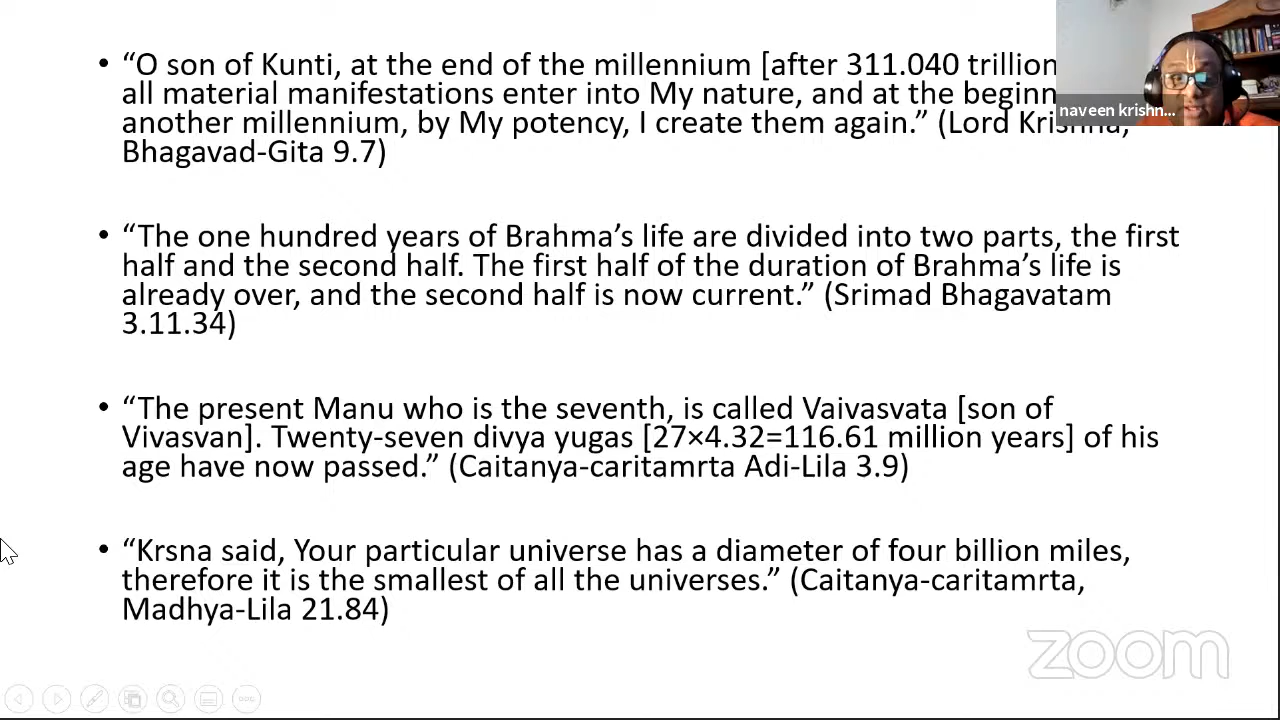 • “O son of Kunti, at the end of the millennium [after 311.040 trillion
all material manifestations enter into My nature, and at the beginn
another millennium, by My potency, I create them again.” (Lord Krishna,
Bhagavad-Gita 9.7)
naveen krishn...
• “The one hundred years of Brahma’s life are divided into two parts, the first
half and the second half. The first half of the duration of Brahma’s life is
already over, and the second half is now current.” (Srimad Bhagavatam
3.11.34)
• “The present Manu who is the seventh, is called Vaivasvata [son of
Vivasvan]. Twenty-seven divya yugas [27×4.32=116.61 million years] of his
age have now passed.” (Caitanya-caritamrta Adi-Lila 3.9)
• “Krsna said, Your particular universe has a diameter of four billion miles,
therefore it is the smallest of all the universes.” (Caitanya-caritamrta,
Madhya-Lila 21.84)
zoom